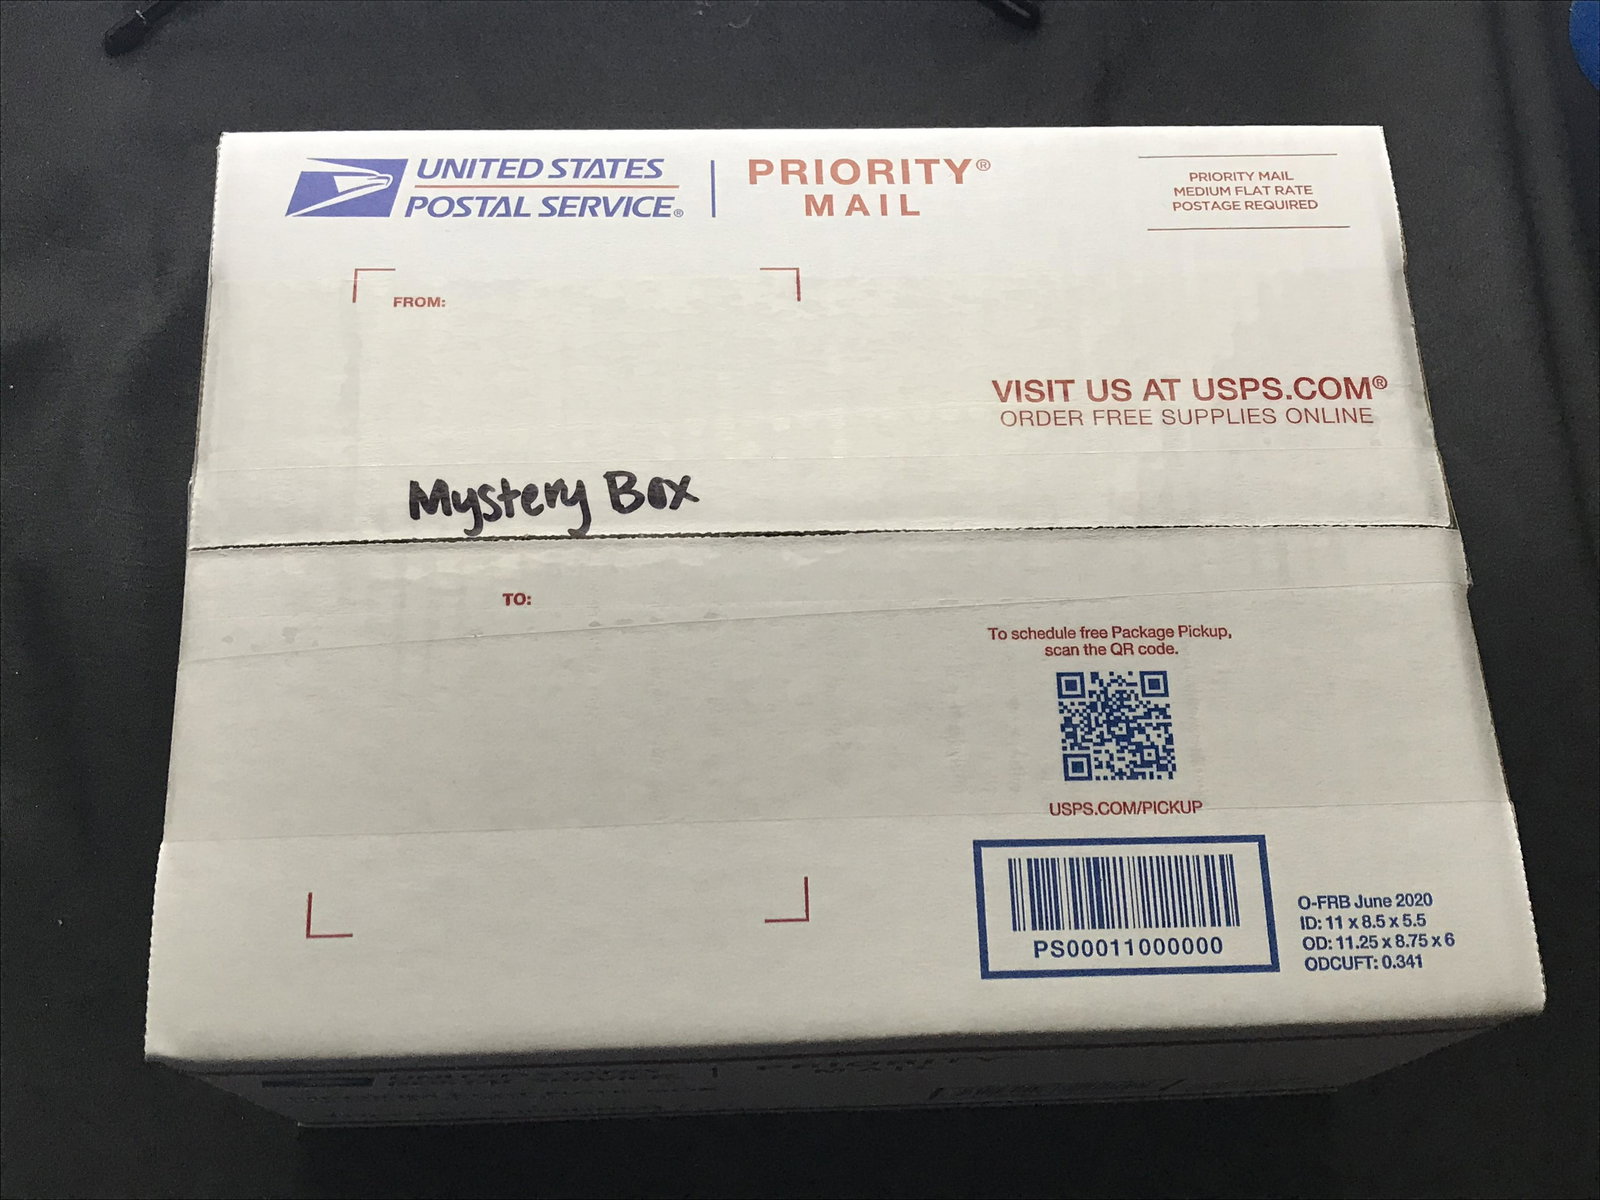 UNITED STATES
POSTAL SERVICE®
PRIORITY®
MAIL
PRIORITY MAIL
MEDIUM FLAT RATE
POSTAGE REQUIRED
FROM:
VISIT US AT USPS.COM®
ORDER FREE SUPPLIES ONLINE
Mystery Box
TO:
To schedule free Package Pickup,
scan the QR code.
USPS.COM/PICKUP
PS00011000000
O-FRB June 2020
ID: 11 x 8.5 x 5.5
OD: 11.25 x 8.75 x 6
ODCUFT: 0.341